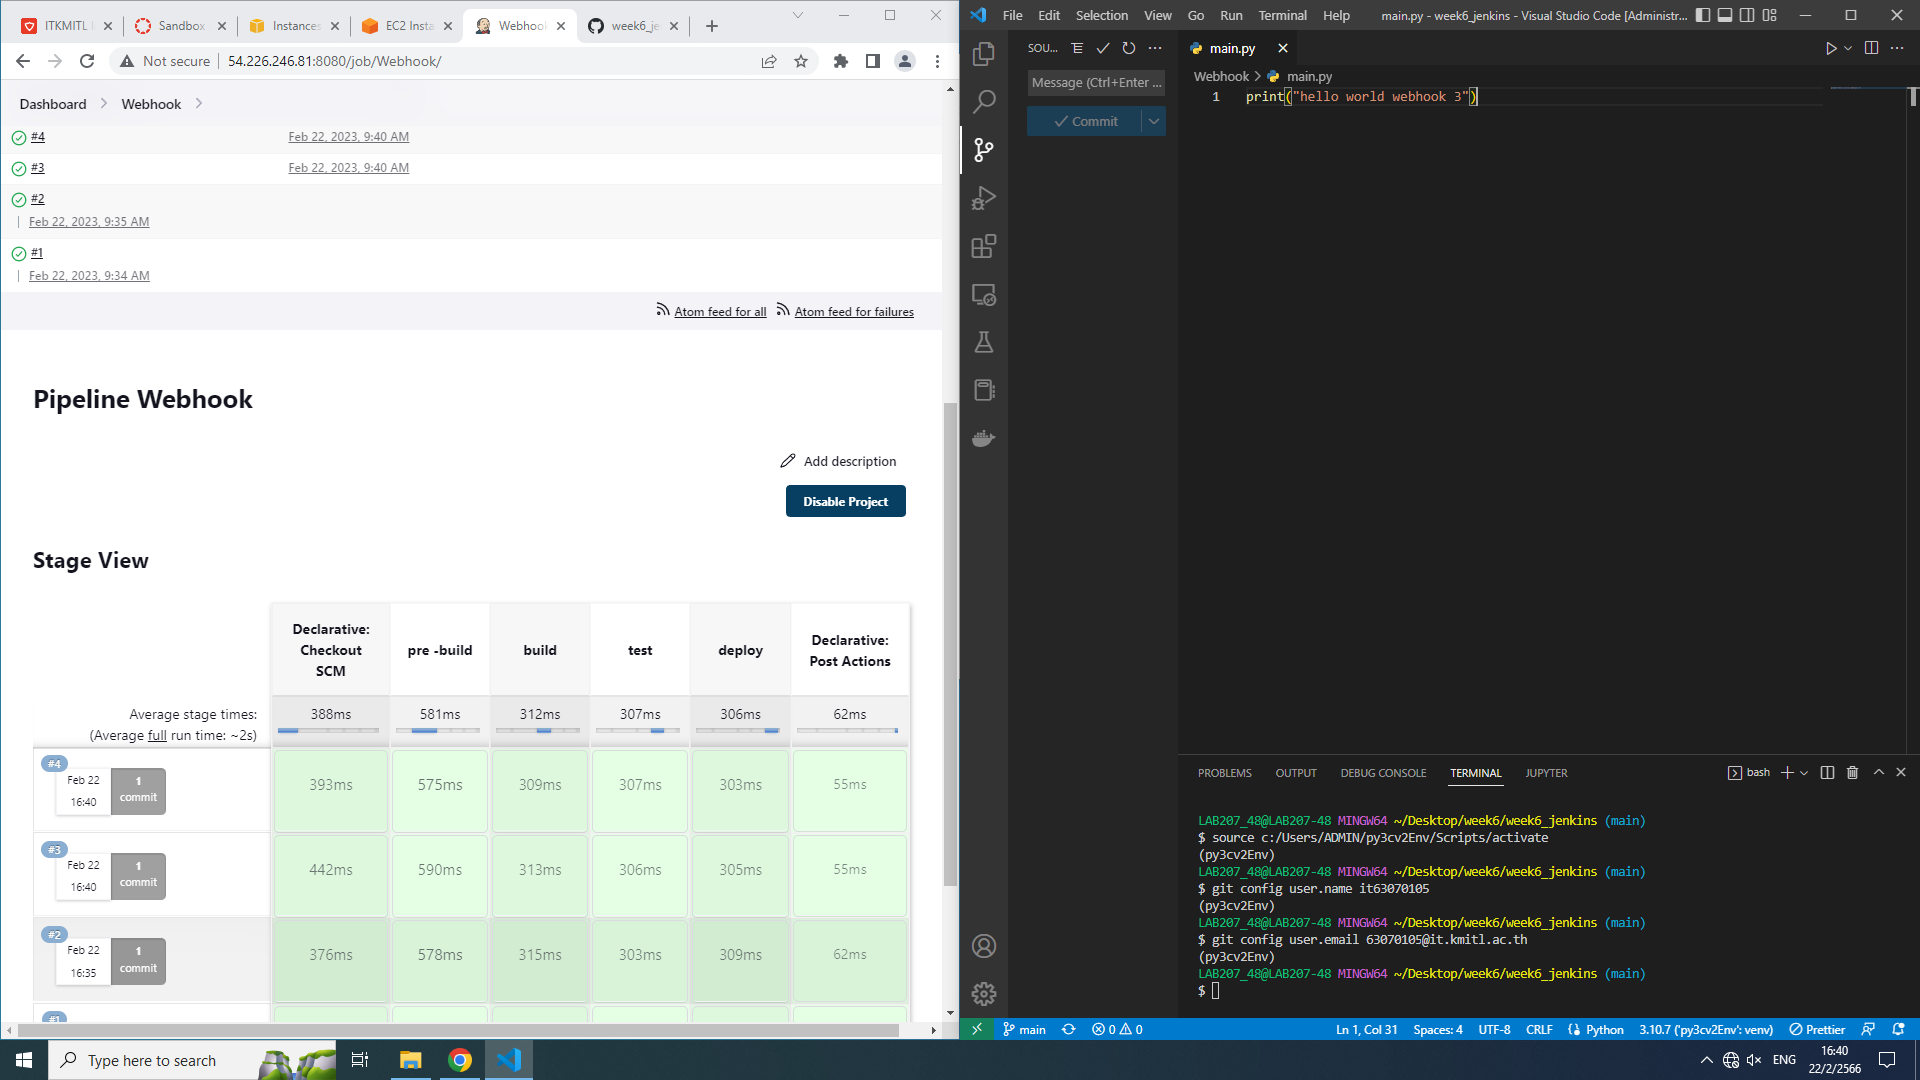 ITKMITL
Sandbox
Instances
EC2 Insta
Webhook
week6_je
Not secure
54.226.246.81:8080/job/Webhook/
Dashboard
Webhook
#4
Feb 22, 2023, 9:40 AM
#3
Feb 22, 2023, 9:40 AM
#2
Feb 22, 2023, 9:35 AM
#1
Feb 22, 2023, 9:34 AM
Atom feed for all
Atom feed for failures
Pipeline Webhook
Add description
Disable Project
Stage View
Declarative: Checkout SCM
pre -build
build
test
deploy
Declarative: Post Actions
Average stage times:
(Average full run time: ~2s)
388ms
581ms
312ms
307ms
306ms
62ms
#4
Feb 22
16:40
1 commit
393ms
575ms
309ms
307ms
303ms
55ms
#3
Feb 22
16:40
1 commit
442ms
590ms
313ms
306ms
305ms
55ms
#2
Feb 22
16:35
1 commit
376ms
578ms
315ms
303ms
309ms
62ms
#1
File Edit Selection View Go Run Terminal Help
main.py - week6_jenkins - Visual Studio Code [Administr...
SOU...
Message (Ctrl+Enter ...
Commit
main.py
Webhook > main.py
1 print("hello world webhook 3")
PROBLEMS OUTPUT DEBUG CONSOLE TERMINAL JUPYTER
bash
LAB207_48@LAB207-48 MINGW64 ~/Desktop/week6/week6_jenkins (main)
$ source c:/Users/ADMIN/py3cv2Env/Scripts/activate
(py3cv2Env)
LAB207_48@LAB207-48 MINGW64 ~/Desktop/week6/week6_jenkins (main)
$ git config user.name it63070105
(py3cv2Env)
LAB207_48@LAB207-48 MINGW64 ~/Desktop/week6/week6_jenkins (main)
$ git config user.email 63070105@it.kmitl.ac.th
(py3cv2Env)
LAB207_48@LAB207-48 MINGW64 ~/Desktop/week6/week6_jenkins (main)
$
main
0 0
Ln 1, Col 31
Spaces: 4
UTF-8
CRLF
Python
3.10.7 ('py3cv2Env': venv)
Prettier
Type here to search
ENG
16:40
22/2/2566